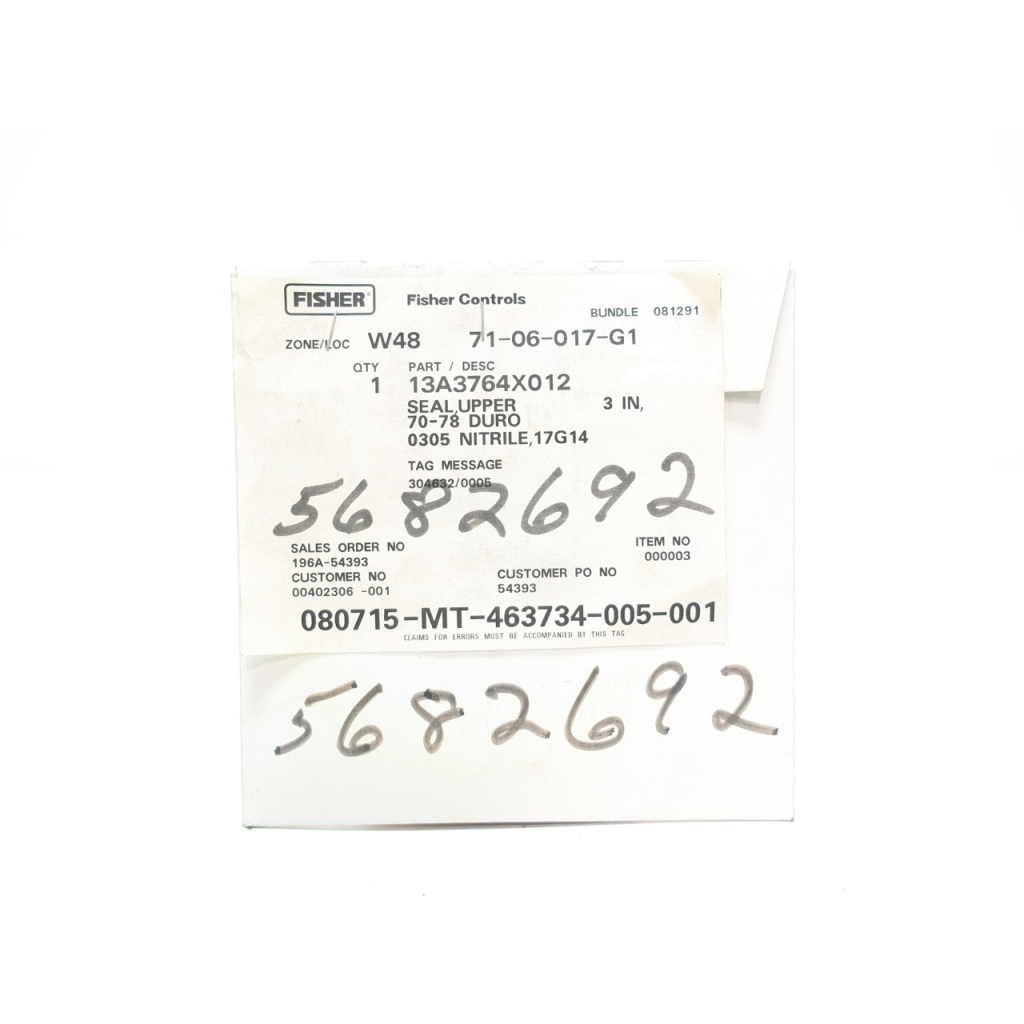 FISHER® Fisher Controls
BUNDLE 081291
ZONE/LOC W48 71-06-017-G1
QTY PART / DESC
1 13A3764X012
SEAL,UPPER 3 IN,
70-78 DURO
0305 NITRILE,17G14
TAG MESSAGE
304632/0005
5682692
SALES ORDER NO ITEM NO
196A-54393 000003
CUSTOMER NO CUSTOMER PO NO
00402306 -001 54393
080715-MT-463734-005-001
CLAIMS FOR ERRORS MUST BE ACCOMPANIED BY THIS TAG
5682692